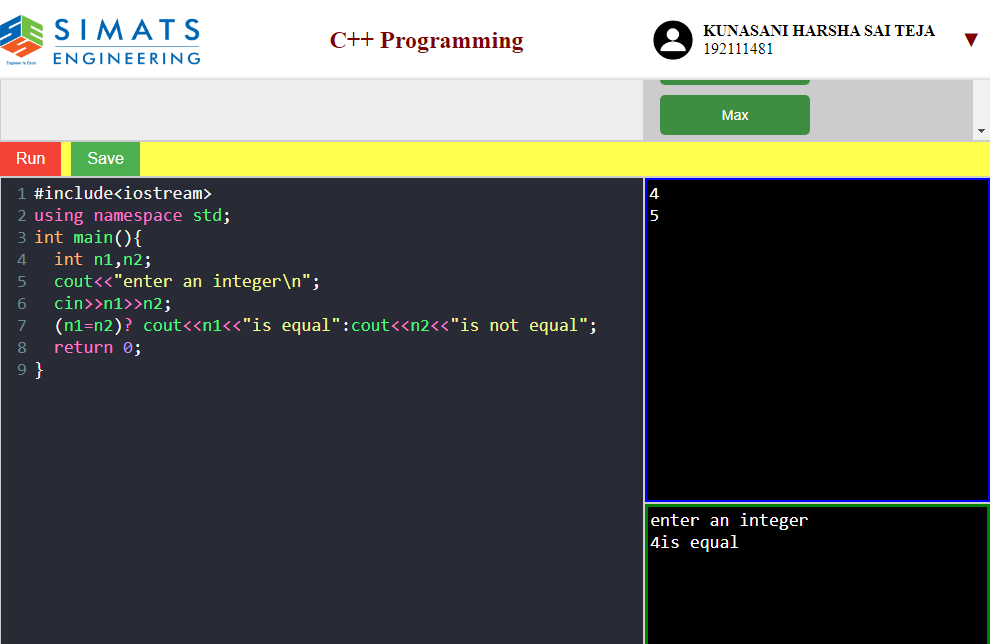 SIMATS
ENGINEERING
Engineer to Excel
C++ Programming
KUNASANI HARSHA SAI TEJA
192111481
Max
Run Save
1 #include<iostream>
2 using namespace std;
3 int main(){
4 int n1,n2;
5 cout<<"enter an integer\n";
6 cin>>n1>>n2;
7 (n1=n2)? cout<<n1<<"is equal":cout<<n2<<"is not equal";
8 return 0;
9 }
4
5
enter an integer
4is equal